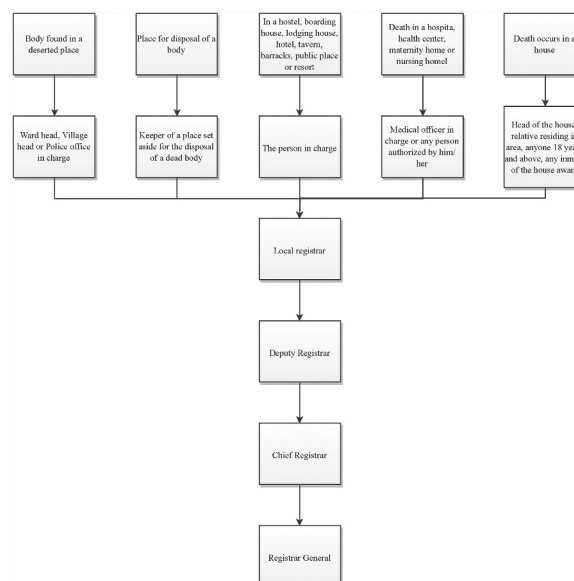 Body found in a
deserted place
Place for disposal of a
body
In a hostel, boarding
house, lodging house,
hotel, tavern,
barracks, public place
or resort
Death in a hospita,
health center,
maternity home or
nursing homel
Death occurs in a
house
Ward head, Village
head or Police office
in charge
Keeper of a place set
aside for the disposal
of a dead body
The person in charge
Medical officer in
charge or any person
authorized by him/
her
Head of the house
relative residing in
area, anyone 18
and above, any
of the house
Local registrar
Deputy Registrar
Chief Registrar
Registrar General